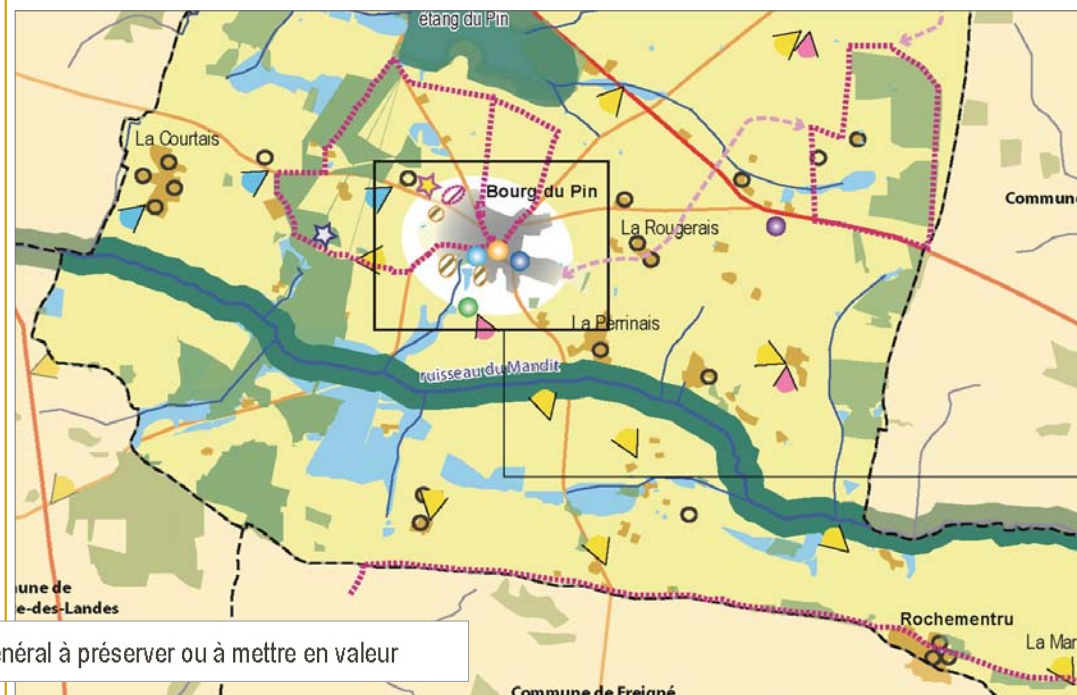 étang du Pin
La Courtais
Bourg du Pin
Commune
La Rougerais
La Perrinais
ruisseau du Mandit
mune de
e-des-Landes
Rochementru
La Mar
énéral à préserver ou à mettre en valeur
Commune de Freigné